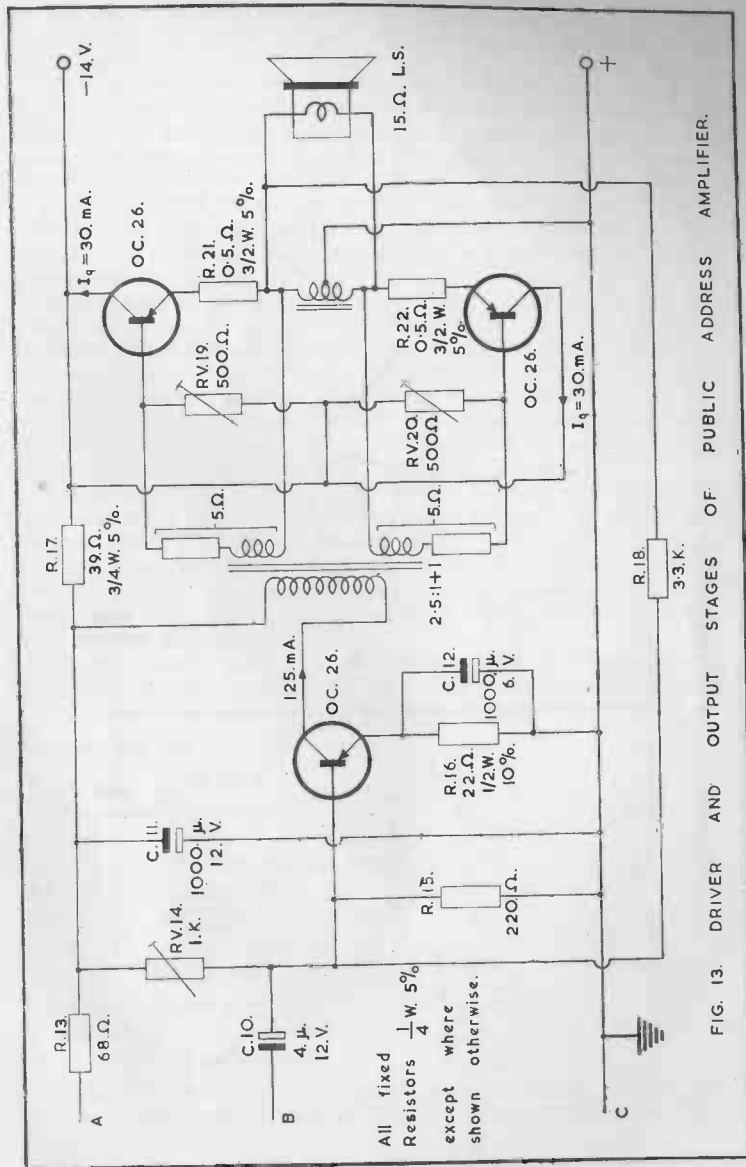 R.13.
68.Ω.
A
RV.14.
1.K.
C.10.
4.μ.
12.V.
B
C.11.
1000.μ.
12.V.
R.17.
39.Ω.
3/4.W. 5%.
-14.V.
Iq=30.mA.
OC. 26.
R.21.
0·5.Ω.
3/2.W. 5%.
15.Ω. L.S.
RV.19.
500.Ω.
5.Ω.
125.mA.
OC. 26.
RV.20.
500.Ω
5.Ω.
2·5:1+1
R.22.
0·5.Ω.
3/2.W.
5%.
OC.26.
Iq=30.mA.
C.12.
1000.μ.
6. V.
R.16.
22.Ω.
1/2.W.
10%.
R.15.
220.Ω.
R.18.
3·3.K.
+
All fixed
Resistors 1/4 W. 5%
except where
shown otherwise.
C
FIG. 13. DRIVER AND OUTPUT STAGES OF PUBLIC ADDRESS AMPLIFIER.